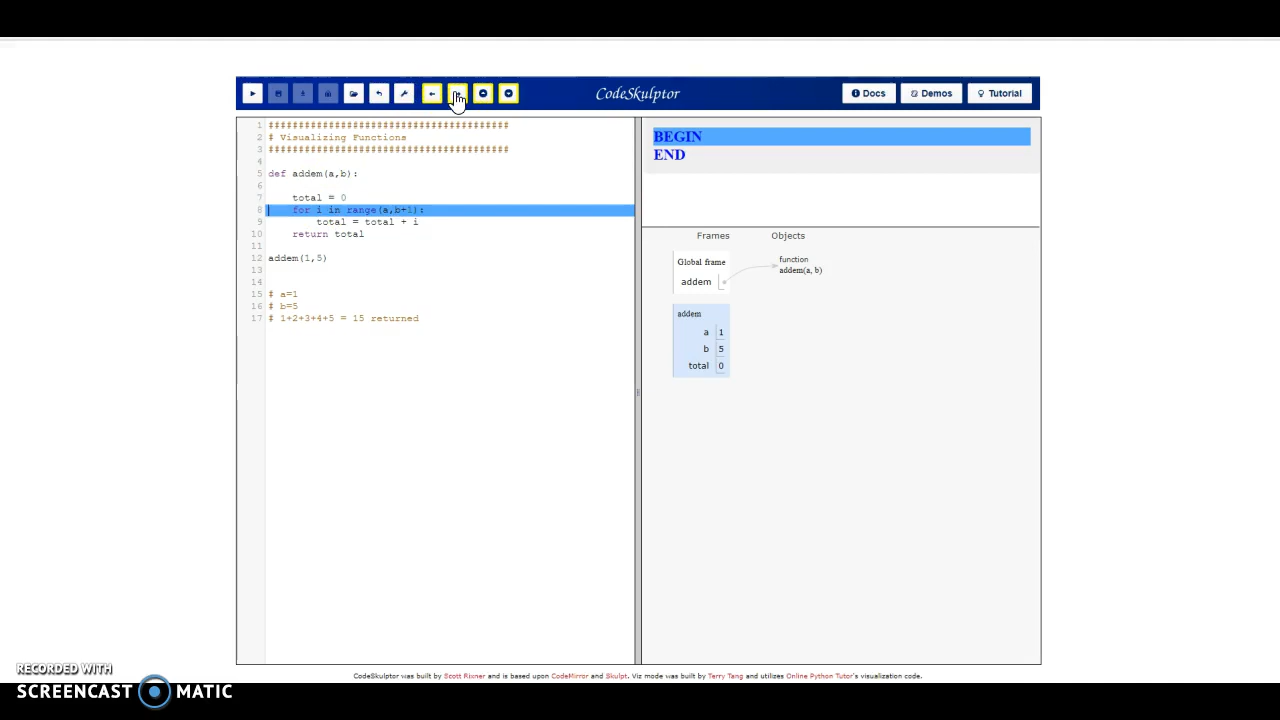 CodeSkulptor
Docs
Demos
Tutorial
1 #######################################
2 # Visualizing Functions
3 #######################################
4
5 def addem(a,b):
6
7 total = 0
8 for i in range(a,b+1):
9 total = total + i
10 return total
11
12 addem(1,5)
13
14
15 # a=1
16 # b=5
17 # 1+2+3+4+5 = 15 returned
BEGIN
END
Frames Objects
Global frame
addem
function
addem(a, b)
addem
a 1
b 5
total 0
CodeSkulptor was built by Scott Rixner and is based upon CodeMirror and Skulpt. Viz mode was built by Terry Tang and utilizes Online Python Tutor's visualization code.
RECORDED WITH
SCREENCAST MATIC